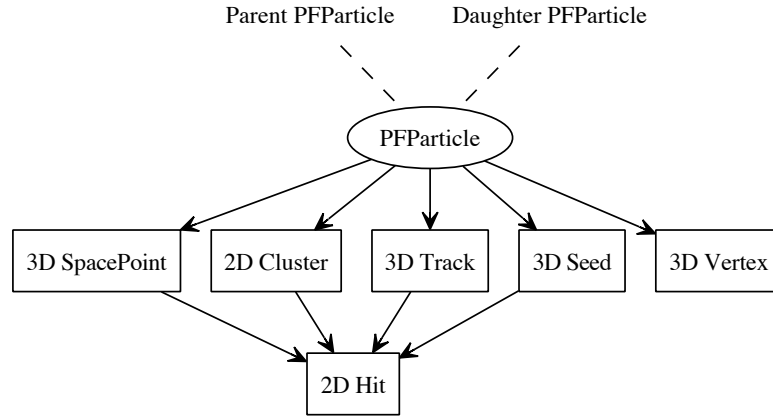 Parent PFParticle
Daughter PFParticle
PFParticle
3D SpacePoint
2D Cluster
3D Track
3D Seed
3D Vertex
2D Hit